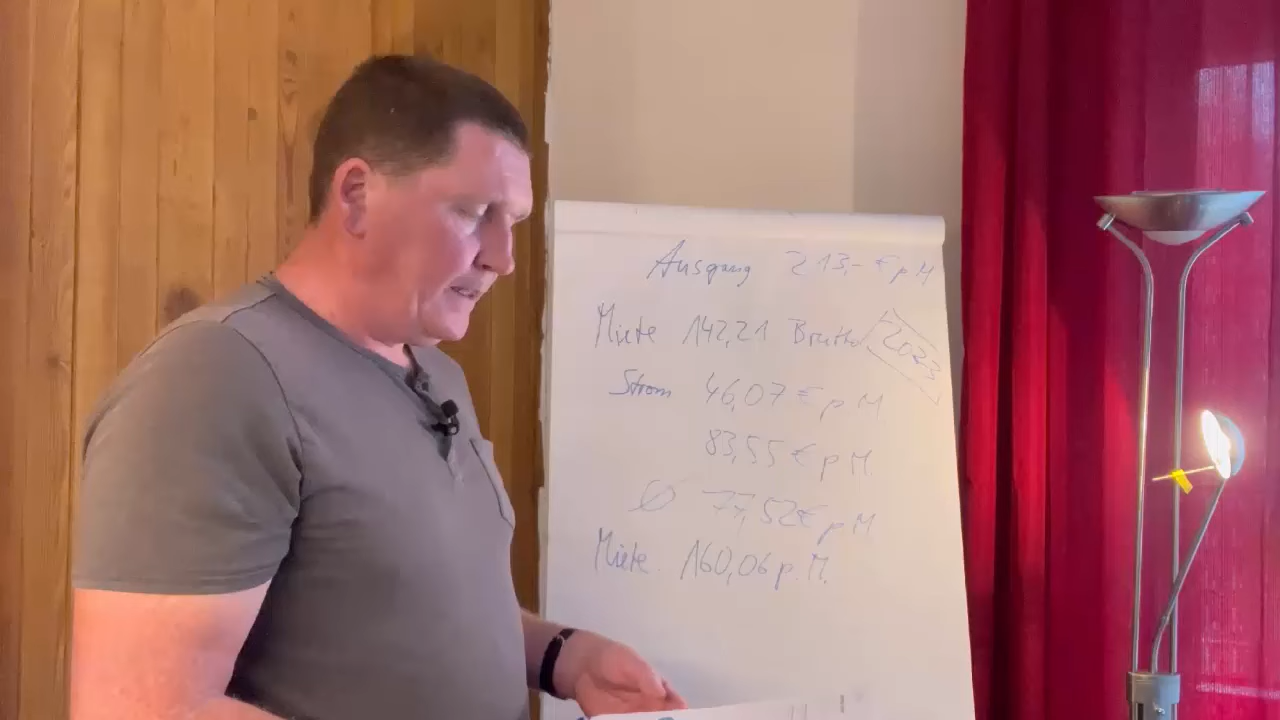 Ausgang 213,- € p M
Miete 142,21 Brutto
2023
Strom 46,07 € p M
83,55 € p M
Ø 77,52€ p M
Miete 160,06 p. M.